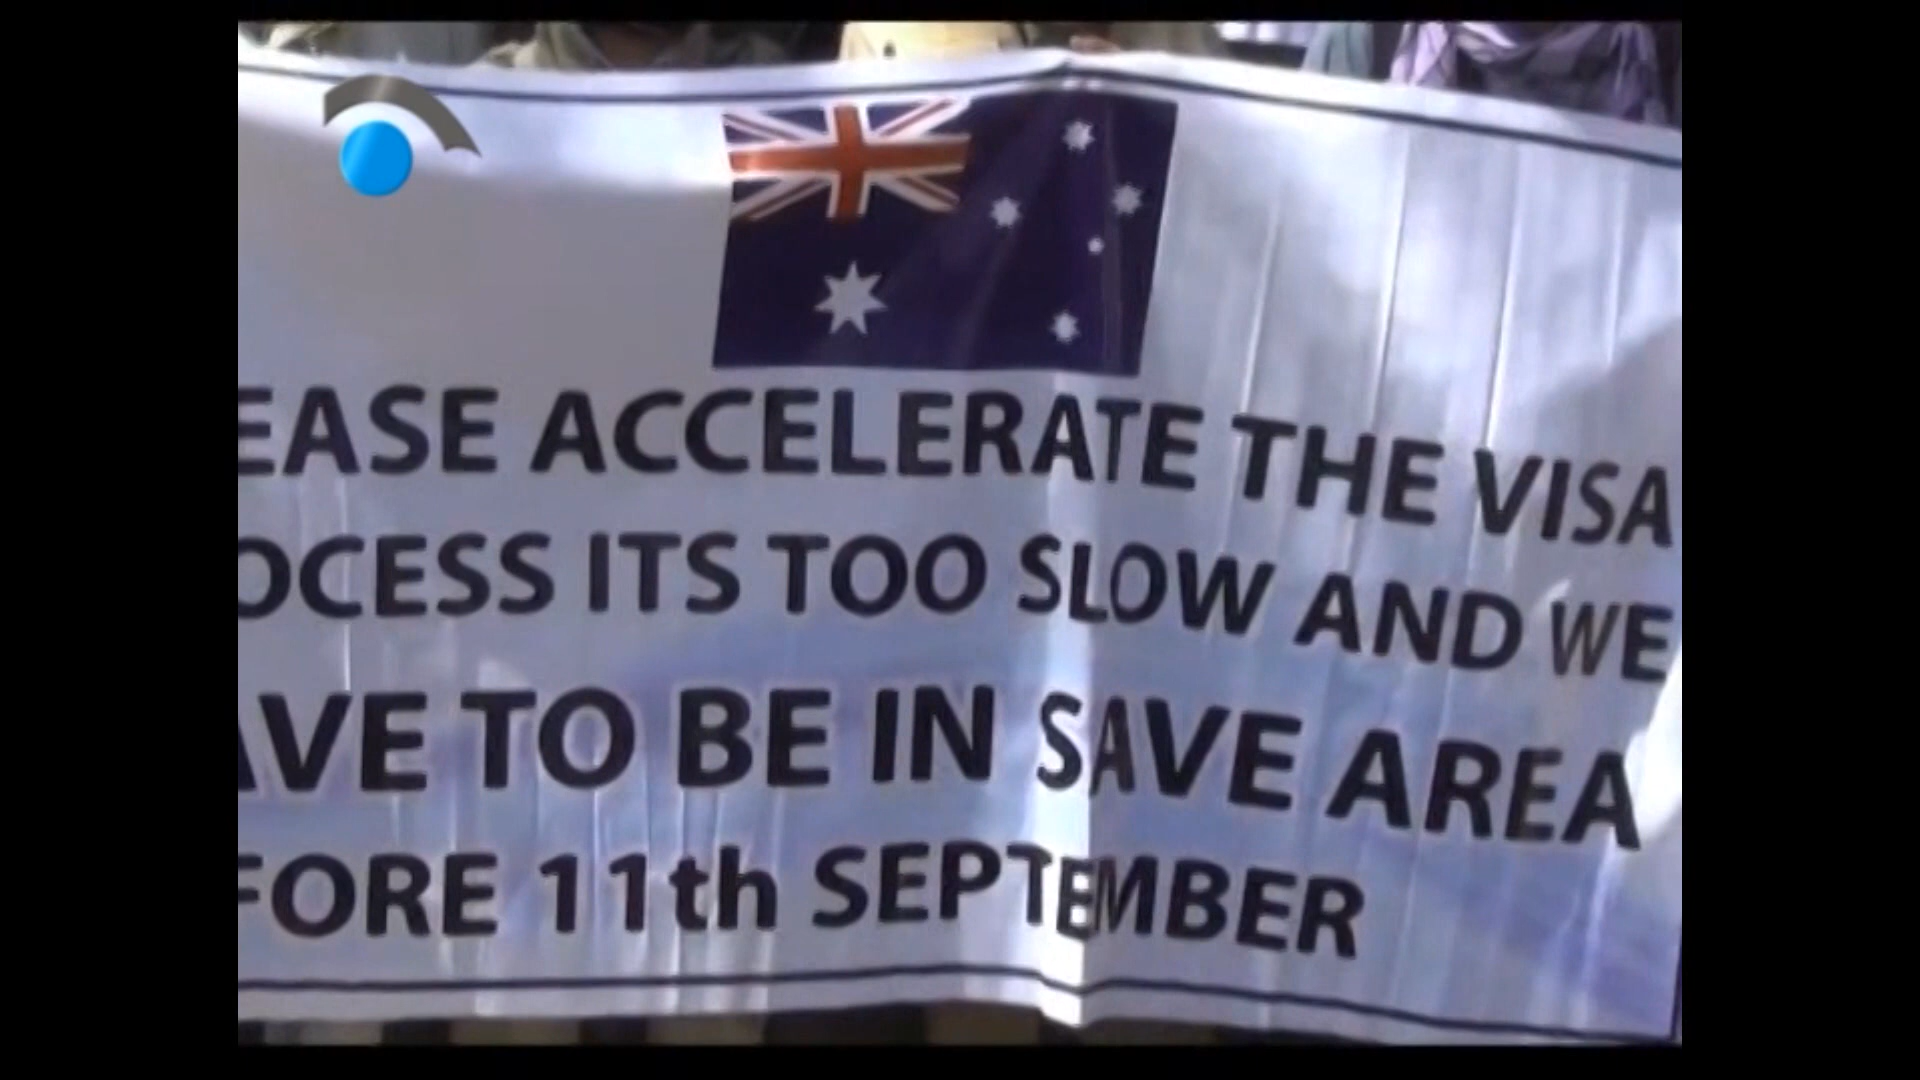 EASE ACCELERATE THE VISA
OCESS ITS TOO SLOW AND WE
AVE TO BE IN SAVE AREA
FORE 11th SEPTEMBER